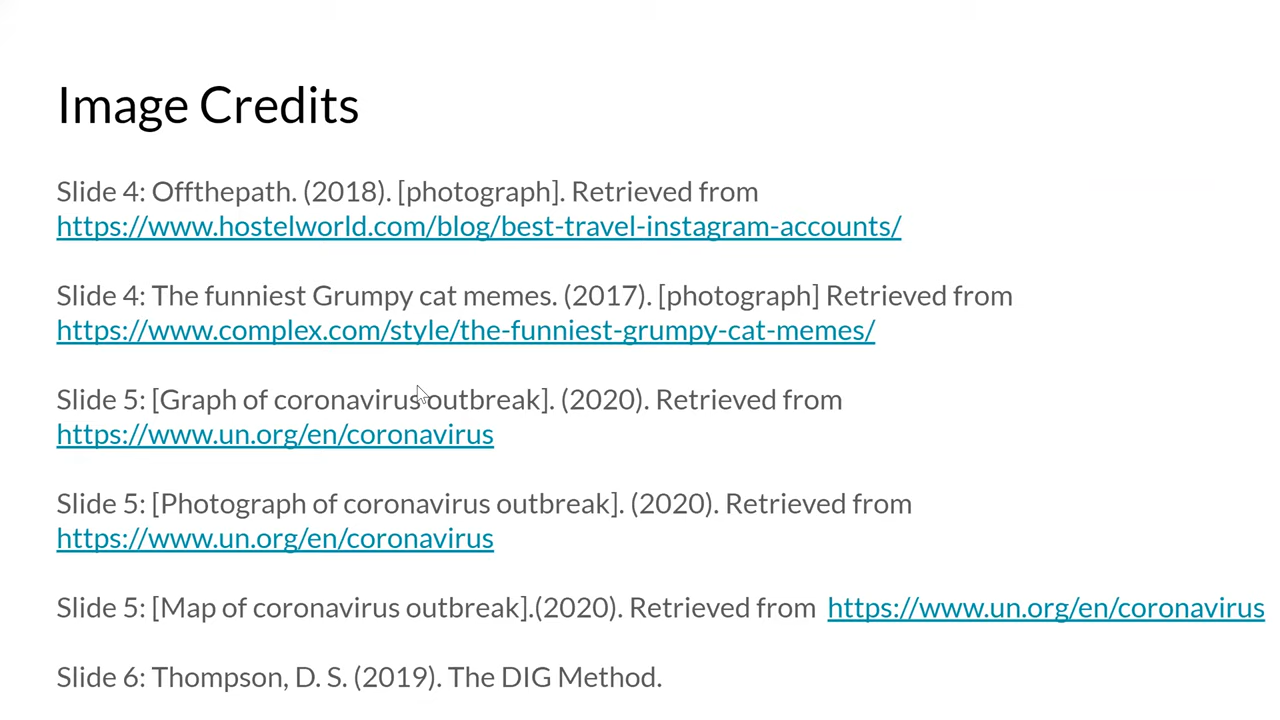 Image Credits
Slide 4: Offthepath. (2018). [photograph]. Retrieved from
https://www.hostelworld.com/blog/best-travel-instagram-accounts/
Slide 4: The funniest Grumpy cat memes. (2017). [photograph] Retrieved from
https://www.complex.com/style/the-funniest-grumpy-cat-memes/
Slide 5: [Graph of coronavirus outbreak]. (2020). Retrieved from
https://www.un.org/en/coronavirus
Slide 5: [Photograph of coronavirus outbreak]. (2020). Retrieved from
https://www.un.org/en/coronavirus
Slide 5: [Map of coronavirus outbreak].(2020). Retrieved from https://www.un.org/en/coronavirus
Slide 6: Thompson, D. S. (2019). The DIG Method.